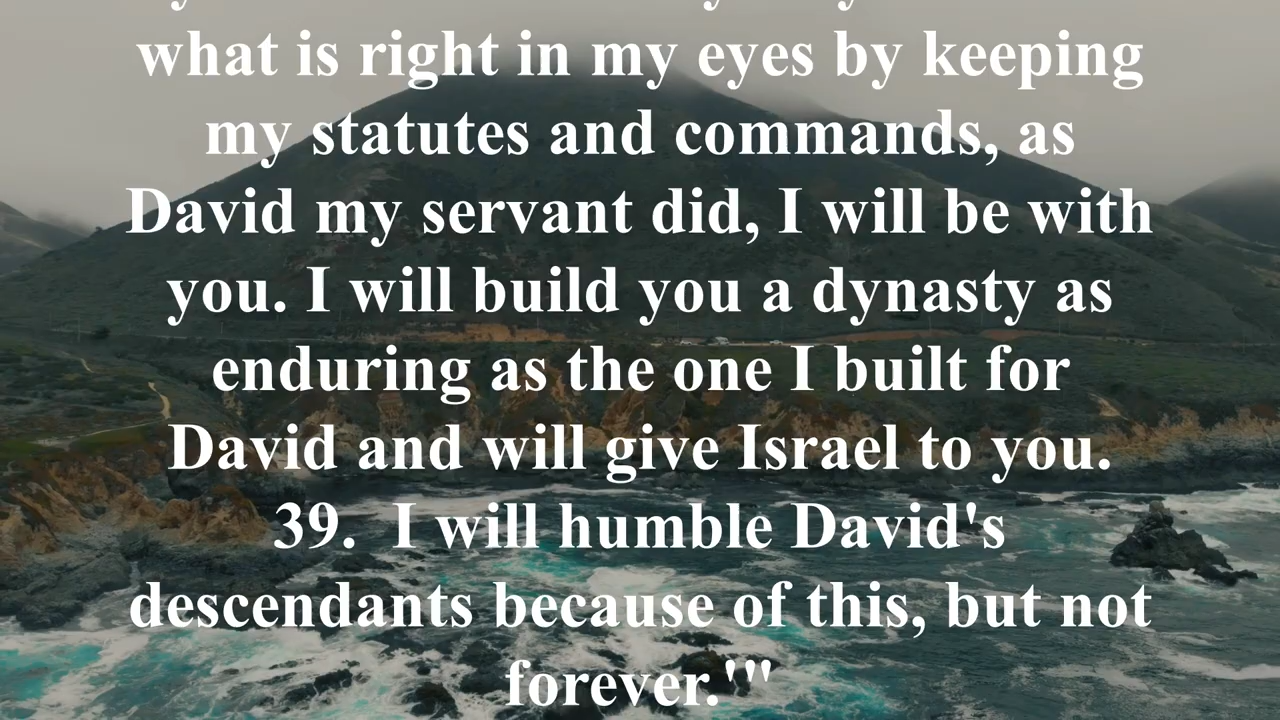 what is right in my eyes by keeping
my statutes and commands, as
David my servant did, I will be with
you. I will build you a dynasty as
enduring as the one I built for
David and will give Israel to you.
39.  I will humble David's
descendants because of this, but not
forever.'"